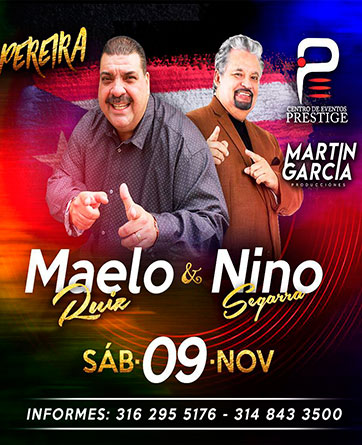 PEREIRA
CENTRO DE EVENTOS
PRESTIGE
MARTIN
GARCÍA
PRODUCCIONES
Maelo & Nino
Ruiz Segarra
SÁB·09·NOV
INFORMES: 316 295 5176 - 314 843 3500